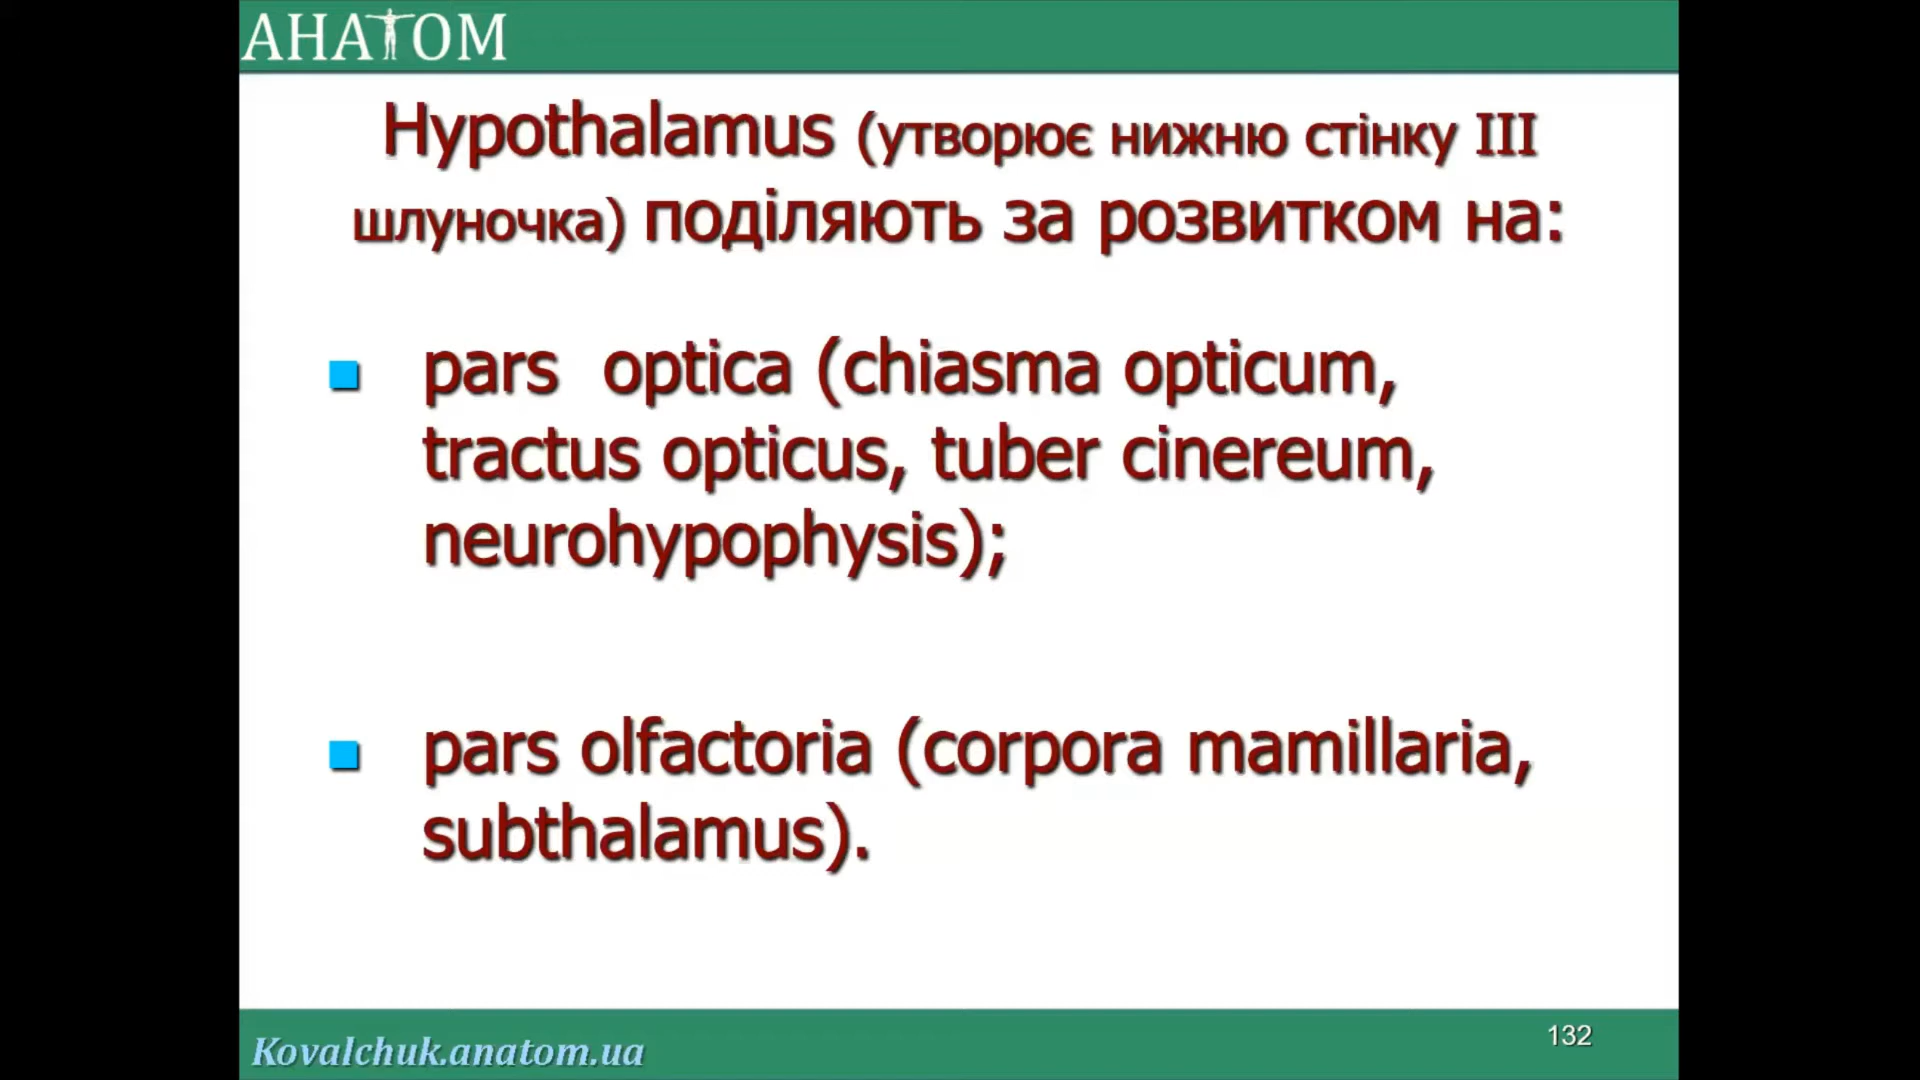 АНАТОМ
Hypothalamus (утворює нижню стінку III
шлуночка) поділяють за розвитком на:
pars optica (chiasma opticum,
tractus opticus, tuber cinereum,
neurohypophysis);
pars olfactoria (corpora mamillaria,
subthalamus).
Kovalchuk.anatom.ua
132